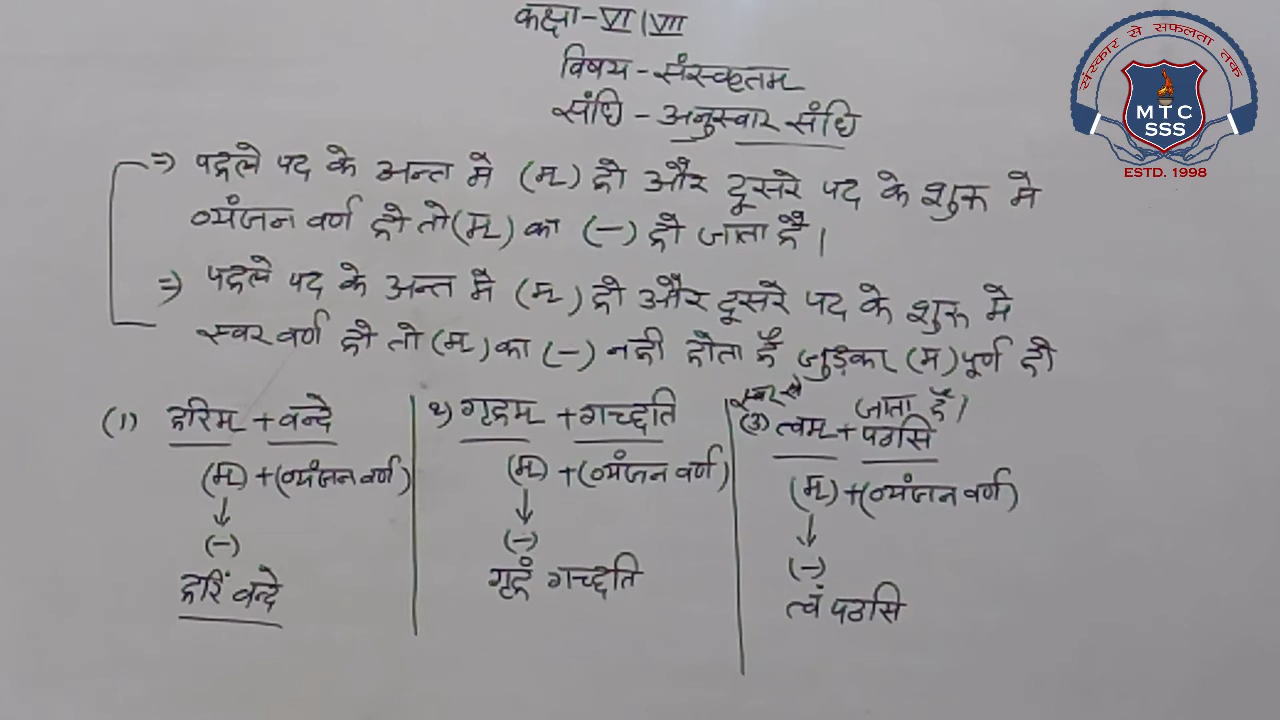 कक्षा-VI।VII
विषय-संस्कृतम्
संधि - अनुस्वार संधि
संस्कार से सफलता तक
MTC
SSS
ESTD. 1998
=> पहले पद के अन्त मे (म्) हो और दूसरे पद के शुरू मे
व्यंजन वर्ण हो तो (म्) का (-) हो जाता है।
=> पहले पद के अन्त मे (म्) हो और दूसरे पद के शुरू मे
स्वर वर्ण हो तो (म्) का (-) नही होता है जुड़कर (म) पूर्ण हो
स्वर से जाता है।
(1) हरिम् + वन्दे
(म्) + (व्यंजन वर्ण)
↓
(-)
हरिं वन्दे
२) गृहम् + गच्छति
(म्) + (व्यंजन वर्ण)
↓
(-)
गृहं गच्छति
(3) त्वम् + पठसि
(म्) + (व्यंजन वर्ण)
↓
(-)
त्वं पठसि